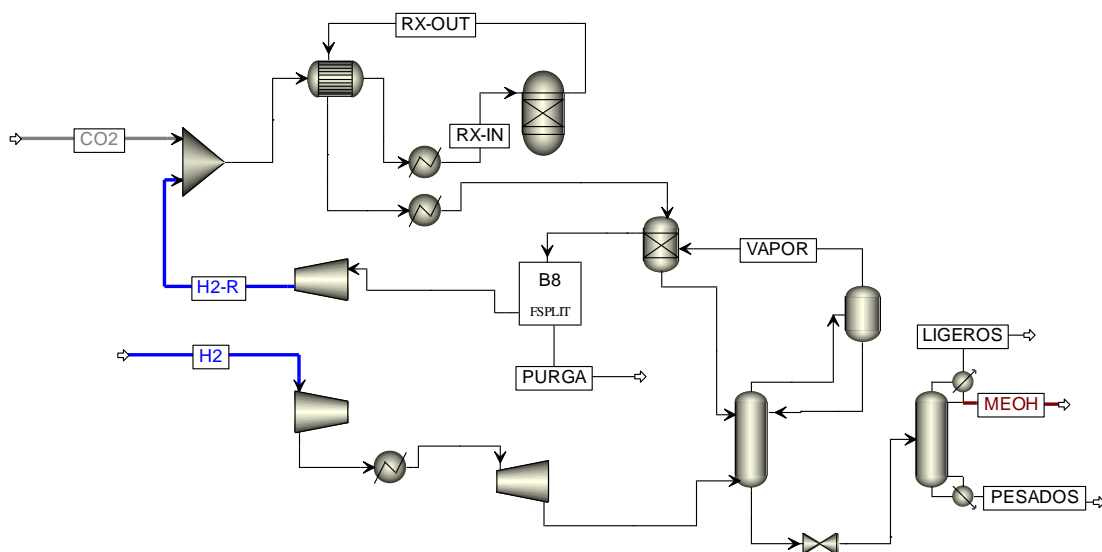 RX-OUT
CO2
RX-IN
VAPOR
B8
FSPLIT
H2-R
LIGEROS
H2
PURGA
MEOH
PESADOS